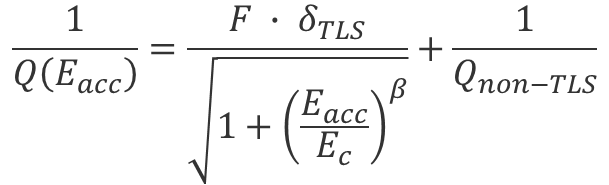 1/Q(E_acc) = F · δ_TLS / √(1 + (E_acc/E_c)^β) + 1/Q_non−TLS